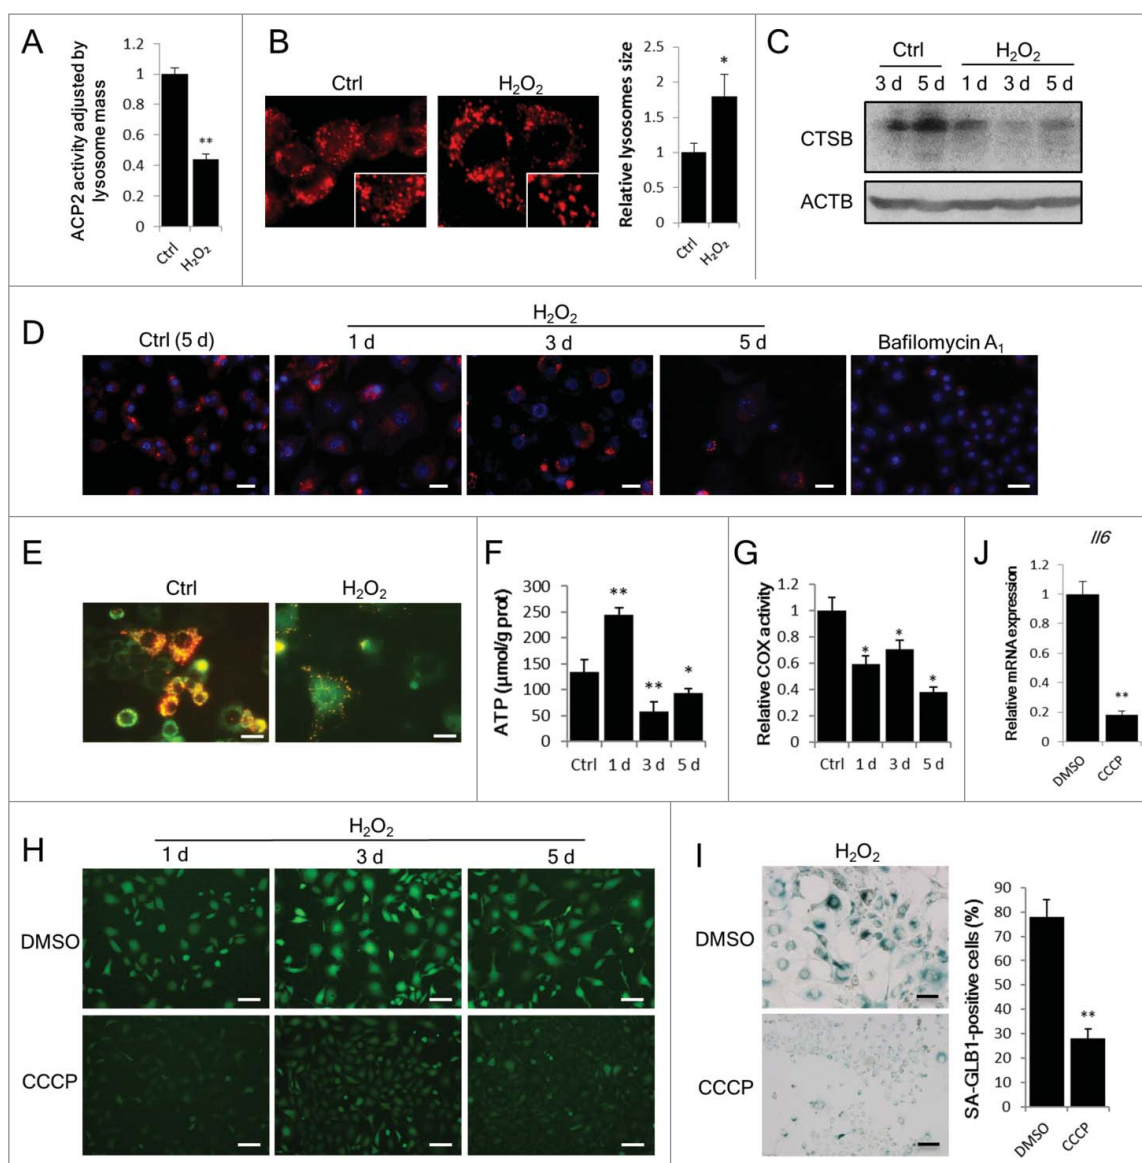 A
ACP2 activity adjusted by
lysosome mass
1.2
1
0.8
0.6
0.4
0.2
0
**
Ctrl
H₂O₂
B
Ctrl
H₂O₂
Relative lysosomes size
2.5
2
1.5
1
0.5
0
*
Ctrl
H₂O₂
C
Ctrl
H₂O₂
3 d 5 d 1 d 3 d 5 d
CTSB
ACTB
D
H₂O₂
Ctrl (5 d) 1 d 3 d 5 d Bafilomycin A₁
E
Ctrl
H₂O₂
F
ATP (μmol/g prot)
300
250
200
150
100
50
0
**
**
*
Ctrl 1 d 3 d 5 d
G
Relative COX activity
1.2
1
0.8
0.6
0.4
0.2
0
*
*
*
Ctrl 1 d 3 d 5 d
J
Il6
Relative mRNA expression
1.2
1
0.8
0.6
0.4
0.2
0
**
DMSO
CCCP
H
H₂O₂
1 d 3 d 5 d
DMSO
CCCP
I
H₂O₂
DMSO
CCCP
SA-GLB1-positive cells (%)
90
80
70
60
50
40
30
20
10
0
**
DMSO
CCCP